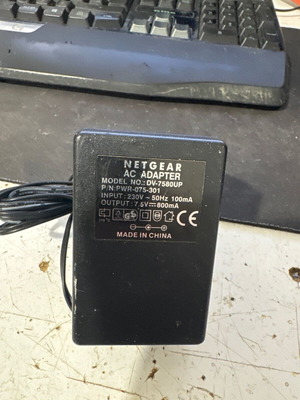 NETGEAR
AC ADAPTER
MODEL NO.: DV-7580UP
P/N:PWR-075-301
INPUT: 230V ~ 50Hz 100mA
OUTPUT: 7.5V⎓800mA
CE
MADE IN CHINA